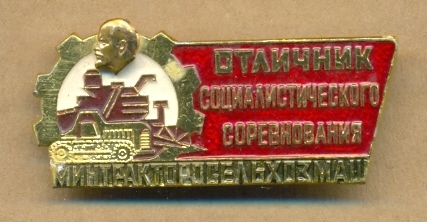 ОТЛИЧНИК
СОЦИАЛИСТИЧЕСКОГО
СОРЕВНОВАНИЯ
МИНТРАКТОРОСЕЛЬХОЗМАШ